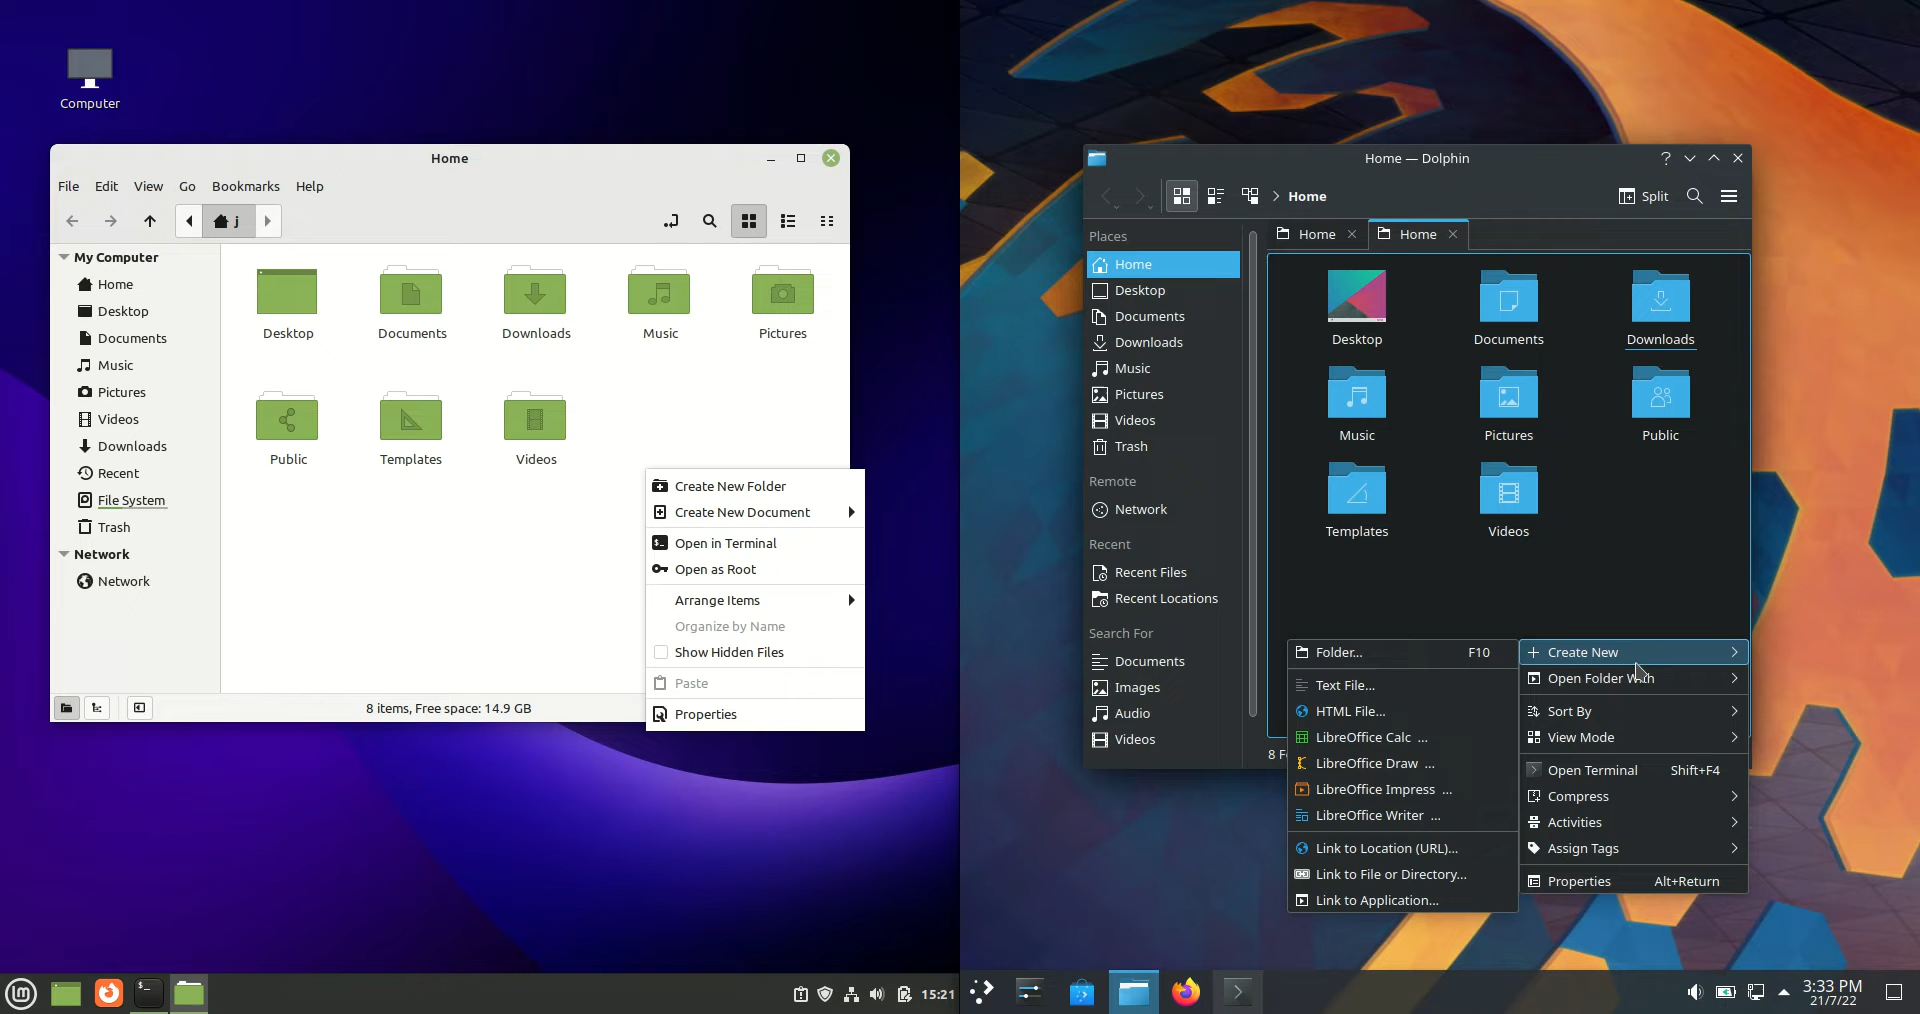 Computer
Home
File Edit View Go Bookmarks Help
j
My Computer
Home
Desktop
Documents
Music
Pictures
Videos
Downloads
Recent
File System
Trash
Network
Network
Desktop Documents Downloads Music Pictures
Public Templates Videos
Create New Folder
Create New Document
Open in Terminal
Open as Root
Arrange Items
Organize by Name
Show Hidden Files
Paste
Properties
8 items, Free space: 14.9 GB
15:21
Home — Dolphin
Home Split
Places
Home
Desktop
Documents
Downloads
Music
Pictures
Videos
Trash
Remote
Network
Recent
Recent Files
Recent Locations
Search For
Documents
Images
Audio
Videos
Home Home
Desktop Documents Downloads
Music Pictures Public
Templates Videos
8 F
Folder... F10
Text File...
HTML File...
LibreOffice Calc ...
LibreOffice Draw ...
LibreOffice Impress ...
LibreOffice Writer ...
Link to Location (URL)...
Link to File or Directory...
Link to Application...
Create New
Open Folder With
Sort By
View Mode
Open Terminal Shift+F4
Compress
Activities
Assign Tags
Properties Alt+Return
3:33 PM
21/7/22